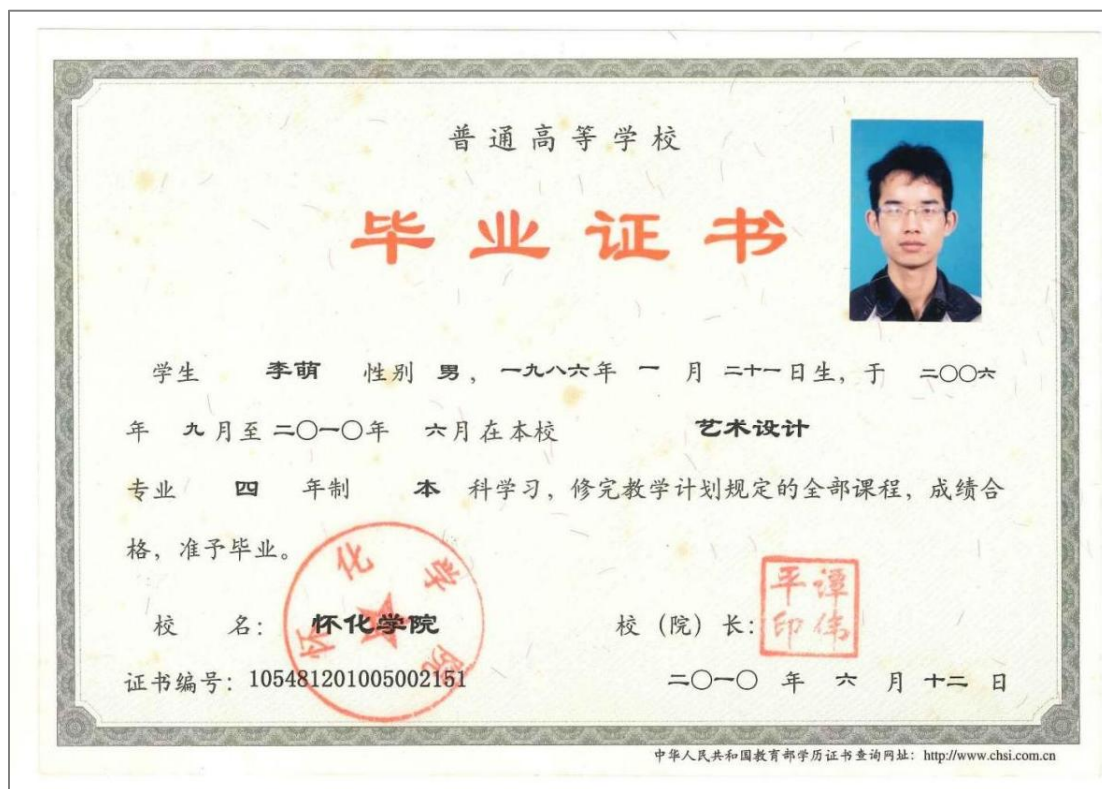 普通高等学校
毕业证书
学生 李萌 性别 男，一九八六年 一 月 二十一日生，于 二〇〇六
年 九月至二〇一〇年 六月在本校 艺术设计
专业 四 年制 本 科学习，修完教学计划规定的全部课程，成绩合
格，准予毕业。
怀化学院
校 名：怀化学院 校（院）长：
谭伟平印
证书编号：105481201005002151 二〇一〇 年 六 月 十二 日
中华人民共和国教育部学历证书查询网址：http://www.chsi.com.cn